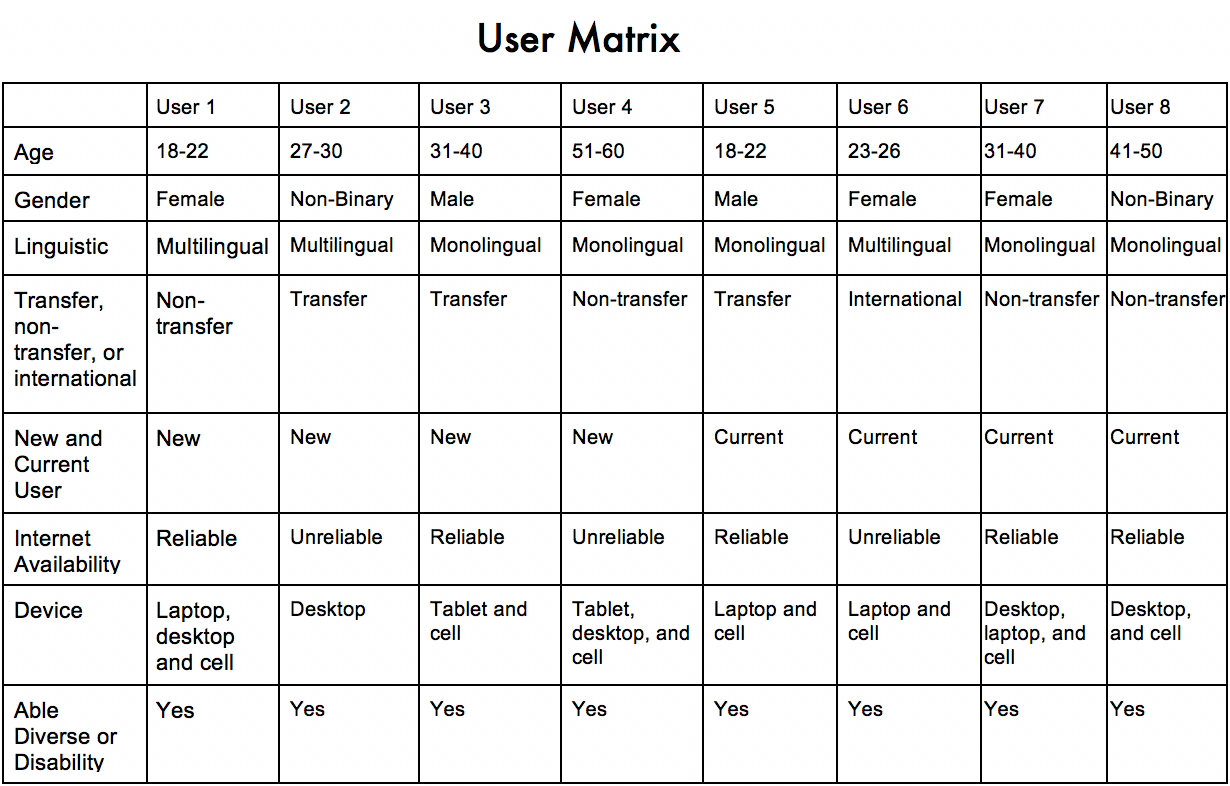 User Matrix
User 1 User 2 User 3 User 4 User 5 User 6 User 7 User 8
Age 18-22 27-30 31-40 51-60 18-22 23-26 31-40 41-50
Gender Female Non-Binary Male Female Male Female Female Non-Binary
Linguistic Multilingual Multilingual Monolingual Monolingual Monolingual Multilingual Monolingual Monolingual
Transfer, Non- Transfer Transfer Non-transfer Transfer International Non-transfer Non-transfer
non- transfer
transfer, or
international
New and New New New New Current Current Current Current
Current
User
Internet Reliable Unreliable Reliable Unreliable Reliable Unreliable Reliable Reliable
Availability
Device Laptop, Desktop Tablet and Tablet, Laptop and Laptop and Desktop, Desktop,
desktop cell desktop, and cell cell laptop, and and cell
and cell cell cell
Able Yes Yes Yes Yes Yes Yes Yes Yes
Diverse or
Disability